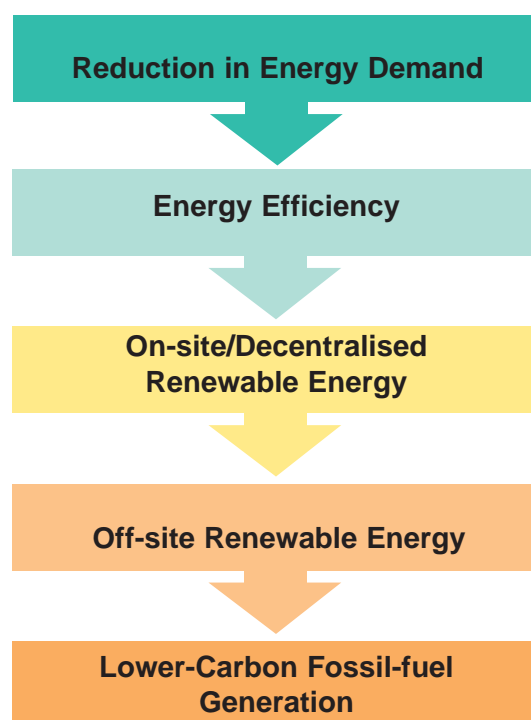 Reduction in Energy Demand
Energy Efficiency
On-site/Decentralised
Renewable Energy
Off-site Renewable Energy
Lower-Carbon Fossil-fuel
Generation